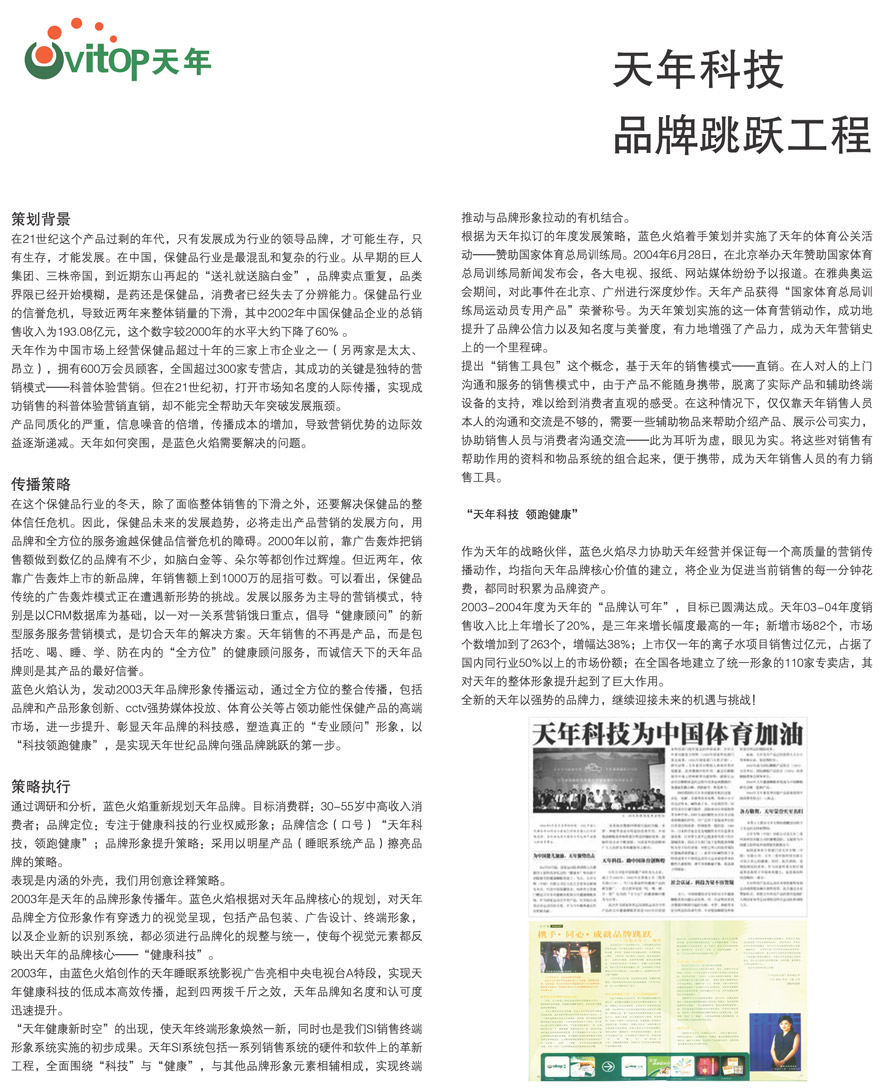 vitop天年
天年科技
品牌跳跃工程
策划背景
在21世纪这个产品过剩的年代，只有发展成为行业的领导品牌，才可能生存，只
有生存，才能发展。在中国，保健品行业是最混乱和复杂的行业。从早期的巨人
集团、三株帝国，到近期东山再起的“送礼就送脑白金”，品牌卖点重复，品类
界限已经开始模糊，是药还是保健品，消费者已经失去了分辨能力。保健品行业
的信誉危机，导致近两年来整体销量的下滑，其中2002年中国保健品企业的总销
售收入为193.08亿元，这个数字较2000年的水平大约下降了60% 。
天年作为中国市场上经营保健品超过十年的三家上市企业之一（另两家是太太、
昂立），拥有600万会员顾客，全国超过300家专营店，其成功的关键是独特的营
销模式——科普体验营销。但在21世纪初，打开市场知名度的人际传播，实现成
功销售的科普体验营销直销，却不能完全帮助天年突破发展瓶颈。
产品同质化的严重，信息噪音的倍增，传播成本的增加，导致营销优势的边际效
益逐渐递减。天年如何突围，是蓝色火焰需要解决的问题。
传播策略
在这个保健品行业的冬天，除了面临整体销售的下滑之外，还要解决保健品的整
体信任危机。因此，保健品未来的发展趋势，必将走出产品营销的发展方向，用
品牌和全方位的服务逾越保健品信誉危机的障碍。2000年以前，靠广告轰炸把销
售额做到数亿的品牌有不少，如脑白金等、朵尔等都创作过辉煌。但近两年，依
靠广告轰炸上市的新品牌，年销售额上到1000万的屈指可数。可以看出，保健品
传统的广告轰炸模式正在遭遇新形势的挑战。发展以服务为主导的营销模式，特
别是以CRM数据库为基础，以一对一关系营销饿日重点，倡导“健康顾问”的新
型服务服务营销模式，是切合天年的解决方案。天年销售的不再是产品，而是包
括吃、喝、睡、学、防在内的“全方位”的健康顾问服务，而诚信天下的天年品
牌则是其产品的最好信誉。
蓝色火焰认为，发动2003天年品牌形象传播运动，通过全方位的整合传播，包括
品牌和产品形象创新、cctv强势媒体投放、体育公关等占领功能性保健产品的高端
市场，进一步提升、彰显天年品牌的科技感，塑造真正的“专业顾问”形象，以
“科技领跑健康”，是实现天年世纪品牌向强品牌跳跃的第一步。
策略执行
通过调研和分析，蓝色火焰重新规划天年品牌。目标消费群：30-55岁中高收入消
费者；品牌定位：专注于健康科技的行业权威形象；品牌信念（口号）“天年科
技，领跑健康”；品牌形象提升策略：采用以明星产品（睡眠系统产品）擦亮品
牌的策略。
表现是内涵的外壳，我们用创意诠释策略。
2003年是天年的品牌形象传播年。蓝色火焰根据对天年品牌核心的规划，对天年
品牌全方位形象作有穿透力的视觉呈现，包括产品包装、广告设计、终端形象，
以及企业新的识别系统，都必须进行品牌化的规整与统一，使每个视觉元素都反
映出天年的品牌核心——“健康科技”。
2003年，由蓝色火焰创作的天年睡眠系统影视广告亮相中央电视台A特段，实现天
年健康科技的低成本高效传播，起到四两拨千斤之效，天年品牌知名度和认可度
迅速提升。
“天年健康新时空”的出现，使天年终端形象焕然一新，同时也是我们SI销售终端
形象系统实施的初步成果。天年SI系统包括一系列销售系统的硬件和软件上的革新
工程，全面围绕“科技”与“健康”，与其他品牌形象元素相辅相成，实现终端
推动与品牌形象拉动的有机结合。
根据为天年拟订的年度发展策略，蓝色火焰着手策划并实施了天年的体育公关活
动——赞助国家体育总局训练局。2004年6月28日，在北京举办天年赞助国家体育
总局训练局新闻发布会，各大电视、报纸、网站媒体纷纷予以报道。在雅典奥运
会期间，对此事件在北京、广州进行深度炒作。天年产品获得“国家体育总局训
练局运动员专用产品”荣誉称号。为天年策划实施的这一体育营销动作，成功地
提升了品牌公信力以及知名度与美誉度，有力地增强了产品力，成为天年营销史
上的一个里程碑。
提出“销售工具包”这个概念，基于天年的销售模式——直销。在人对人的上门
沟通和服务的销售模式中，由于产品不能随身携带，脱离了实际产品和辅助终端
设备的支持，难以给到消费者直观的感受。在这种情况下，仅仅靠天年销售人员
本人的沟通和交流是不够的，需要一些辅助物品来帮助介绍产品、展示公司实力，
协助销售人员与消费者沟通交流——此为耳听为虚，眼见为实。将这些对销售有
帮助作用的资料和物品系统的组合起来，便于携带，成为天年销售人员的有力销
售工具。
“天年科技 领跑健康”
作为天年的战略伙伴，蓝色火焰尽力协助天年经营并保证每一个高质量的营销传
播动作，均指向天年品牌核心价值的建立，将企业为促进当前销售的每一分钟花
费，都同时积累为品牌资产。
2003-2004年度为天年的“品牌认可年”，目标已圆满达成。天年03-04年度销
售收入比上年增长了20%，是三年来增长幅度最高的一年；新增市场82个，市场
个数增加到了263个，增幅达38%；上市仅一年的离子水项目销售过亿元，占据了
国内同行业50%以上的市场份额；在全国各地建立了统一形象的110家专卖店，其
对天年的整体形象提升起到了巨大作用。
全新的天年以强势的品牌力，继续迎接未来的机遇与挑战！
天年科技为中国体育加油
携手·同心·成就品牌跳跃